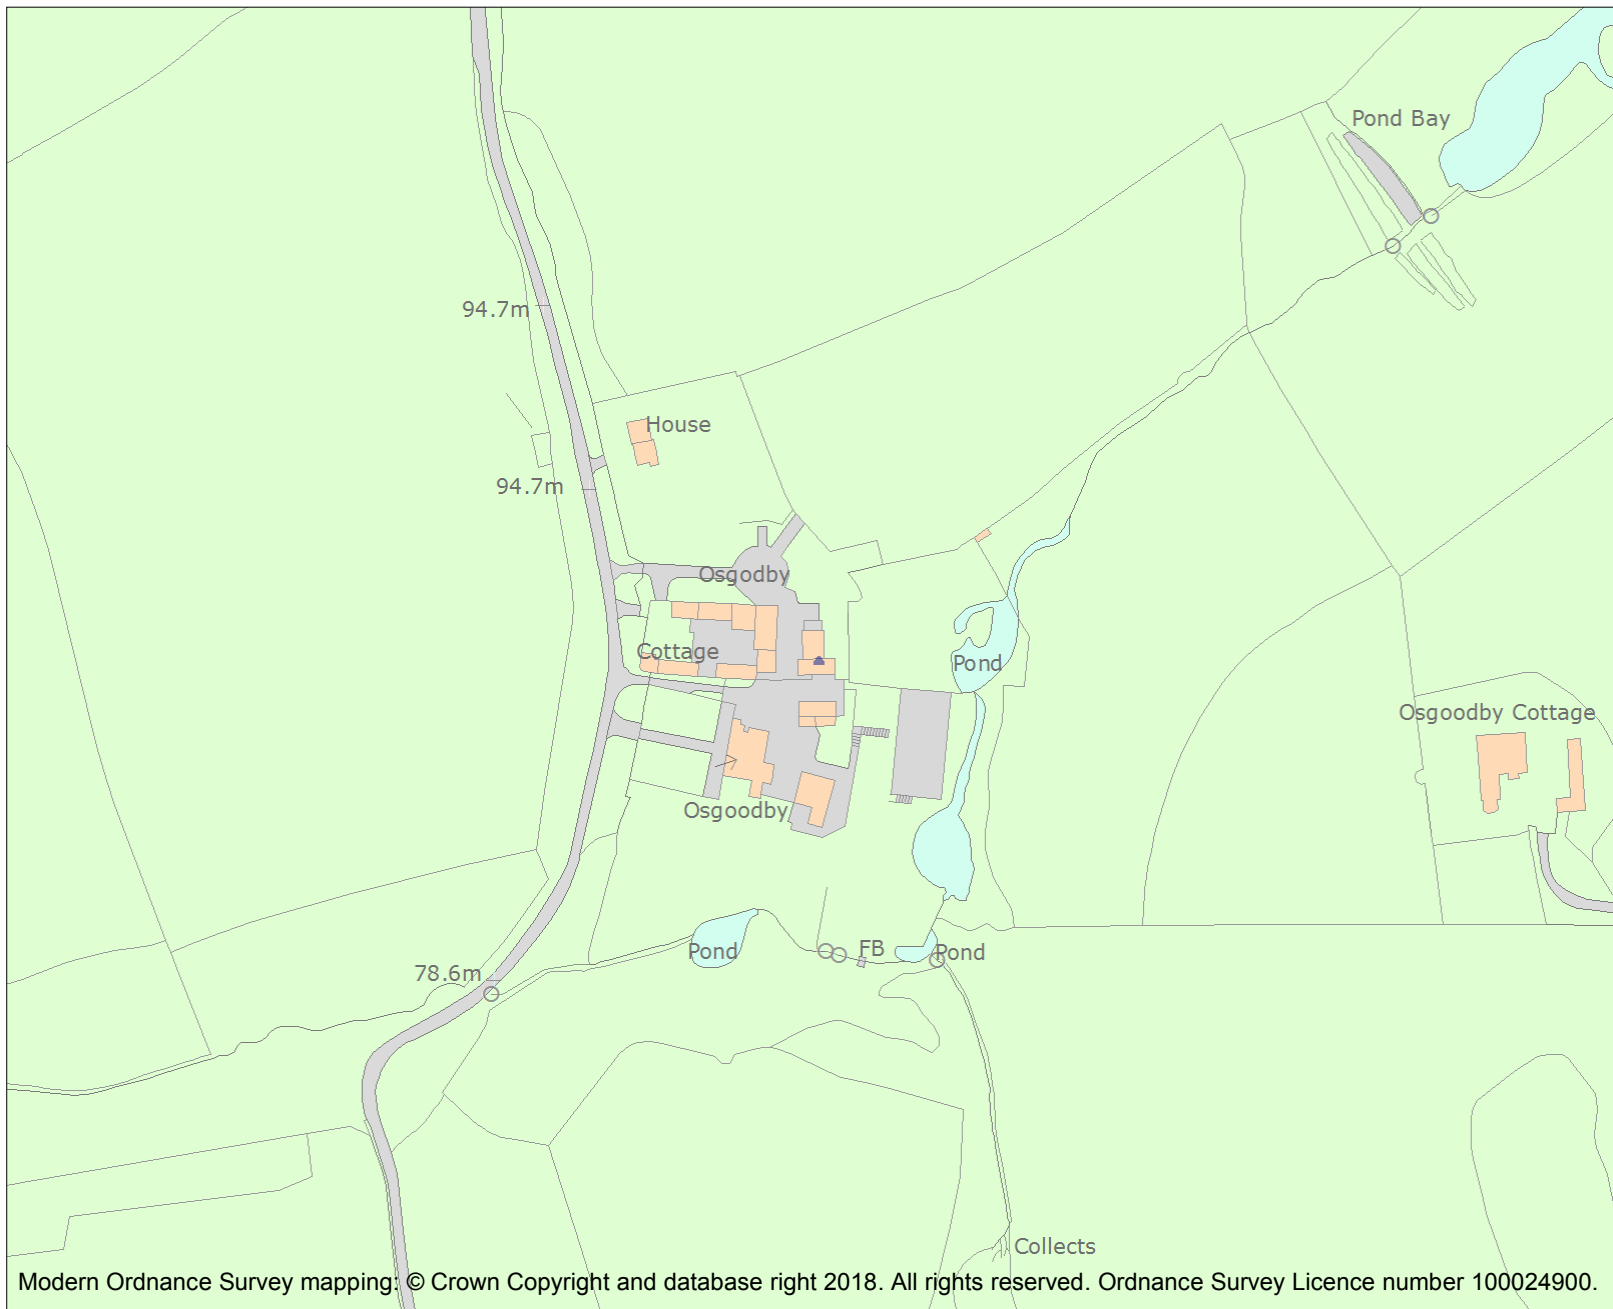 Pond Bay
94.7m
House
94.7m
Osgodby
Cottage
Pond
Osgoodby Cottage
Osgoodby
Pond
FB
Pond
78.6m
Collects
Modern Ordnance Survey mapping: © Crown Copyright and database right 2018. All rights reserved. Ordnance Survey Licence number 100024900.